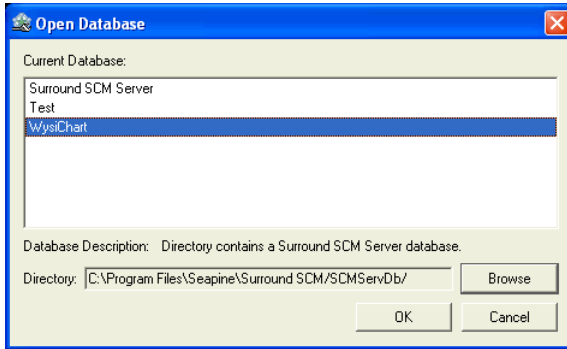 Open Database
Current Database:
Surround SCM Server
Test
WysiChart
Database Description: Directory contains a Surround SCM Server database.
Directory: C:\Program Files\Seapine\Surround SCM/SCMServDb/ Browse
OK Cancel